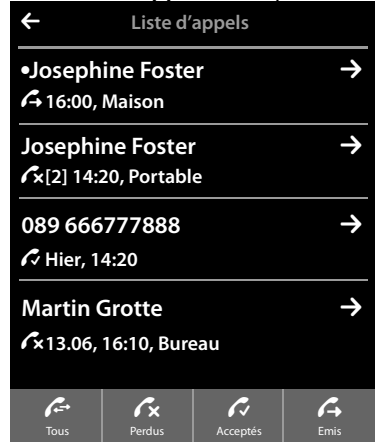 Liste d'appels
•Josephine Foster
16:00, Maison
Josephine Foster
[2] 14:20, Portable
089 666777888
Hier, 14:20
Martin Grotte
13.06, 16:10, Bureau
Tous Perdus Acceptés Emis